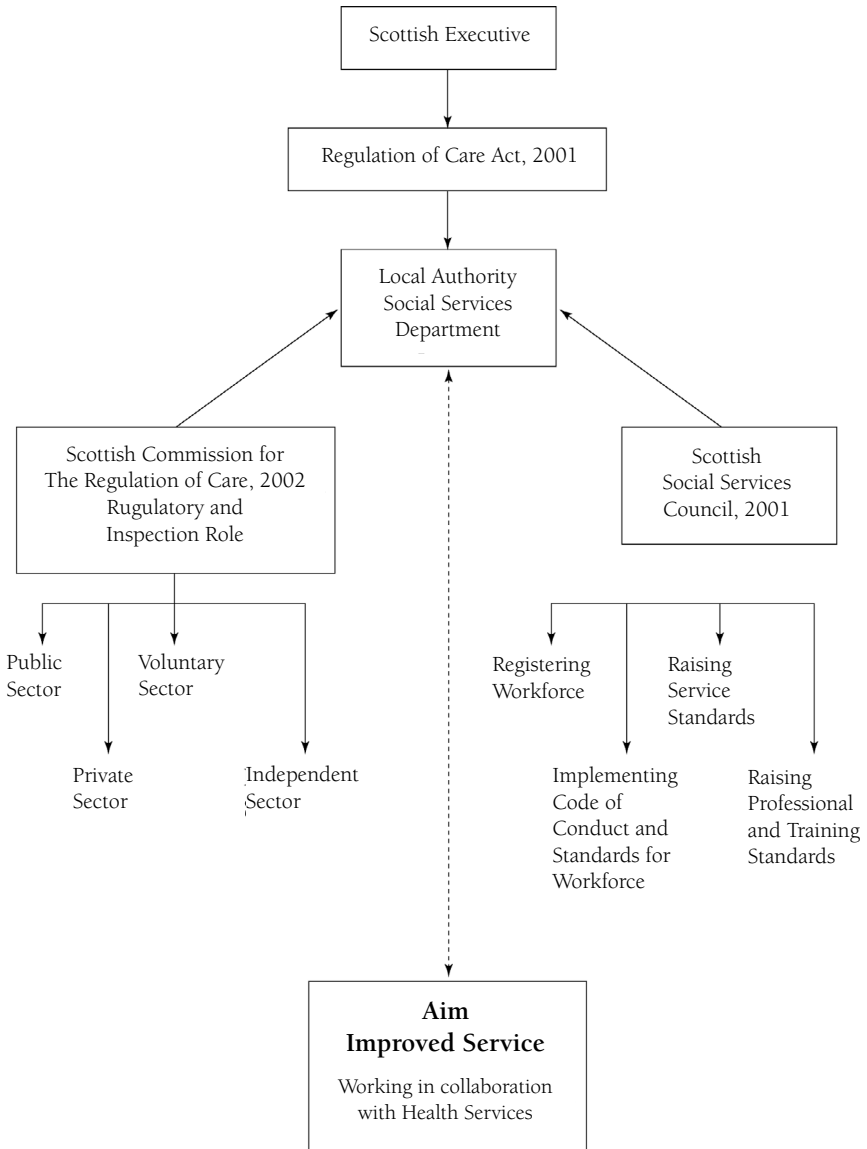 Scottish Executive
Regulation of Care Act, 2001
Local Authority
Social Services
Department
Scottish Commission for
The Regulation of Care, 2002
Rugulatory and
Inspection Role
Scottish
Social Services
Council, 2001
Public
Sector
Voluntary
Sector
Private
Sector
Independent
Sector
Registering
Workforce
Raising
Service
Standards
Implementing
Code of
Conduct and
Standards for
Workforce
Raising
Professional
and Training
Standards
Aim
Improved Service
Working in collaboration
with Health Services